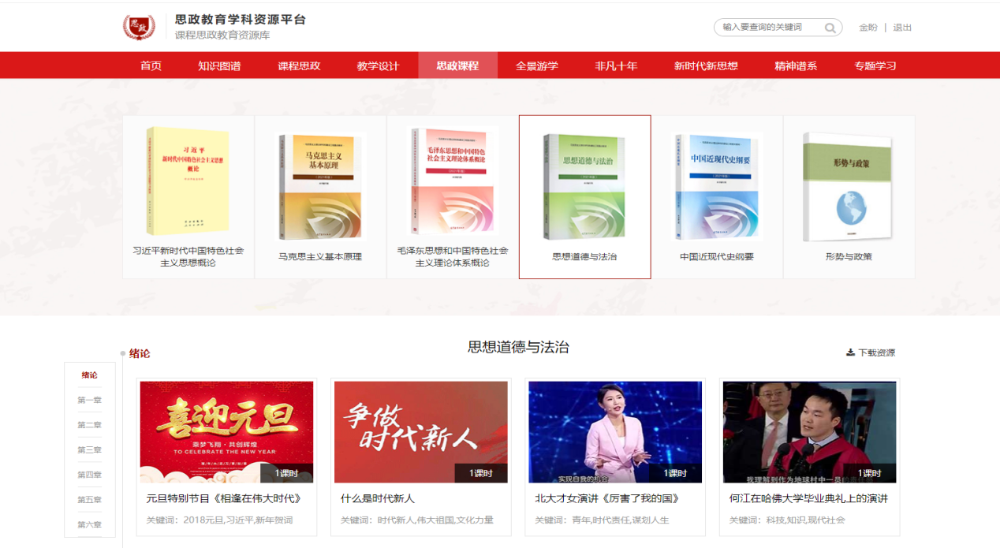 思政教育学科资源平台
课程思政教育资源库
输入要查询的关键词
金盼 | 退出
首页 知识图谱 课程思政 教学设计 思政课程 全景游学 非凡十年 新时代新思想 精神谱系 专题学习
习近平
新时代中国特色社会主义思想
概论
马克思主义
基本原理
毛泽东思想和中国特色
社会主义理论体系概论
思想道德与法治
中国近现代史纲要
形势与政策
习近平新时代中国特色社会
主义思想概论
马克思主义基本原理
毛泽东思想和中国特色社会
主义理论体系概论
思想道德与法治
中国近现代史纲要
形势与政策
思想道德与法治
绪论
下载资源
绪论
第一章
第二章
第三章
第四章
第五章
第六章
喜迎元旦
乘梦飞翔·共创辉煌
TO CELEBRATE THE NEW YEAR
1课时
元旦特别节目《相逢在伟大时代》
关键词：2018元旦,习近平,新年贺词
争做
时代新人
1课时
什么是时代新人
关键词：时代新人,伟大祖国,文化力量
实现自我的机会
1课时
北大才女演讲《厉害了我的国》
关键词：青年,时代责任,谋划人生
我理解到作为地球村中一员的责任
1课时
何江在哈佛大学毕业典礼上的演讲
关键词：科技,知识,现代社会